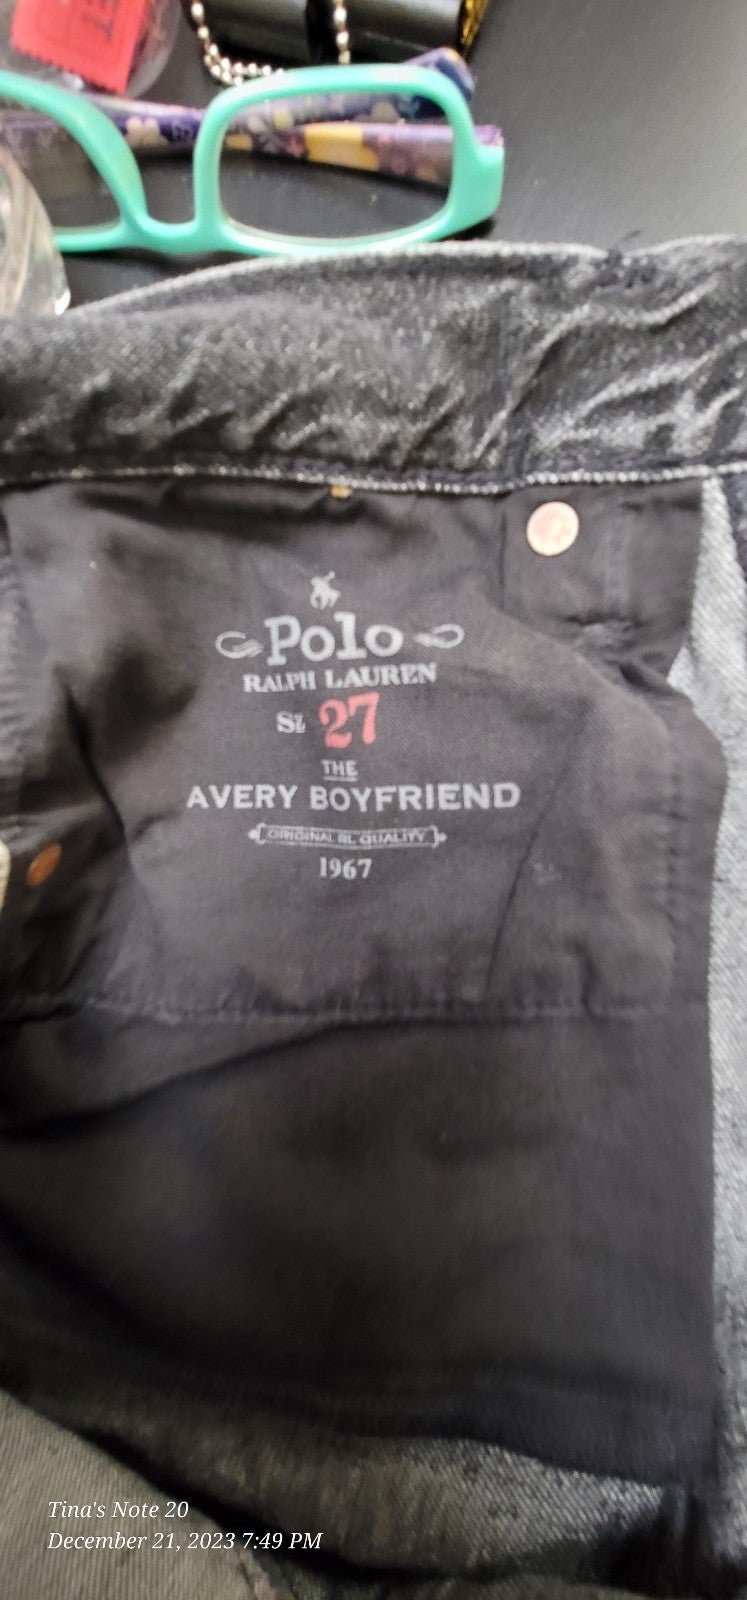 Polo
RALPH LAUREN
Sz 27
THE
AVERY BOYFRIEND
ORIGINAL RL QUALITY
1967
Tina's Note 20
December 21, 2023 7:49 PM